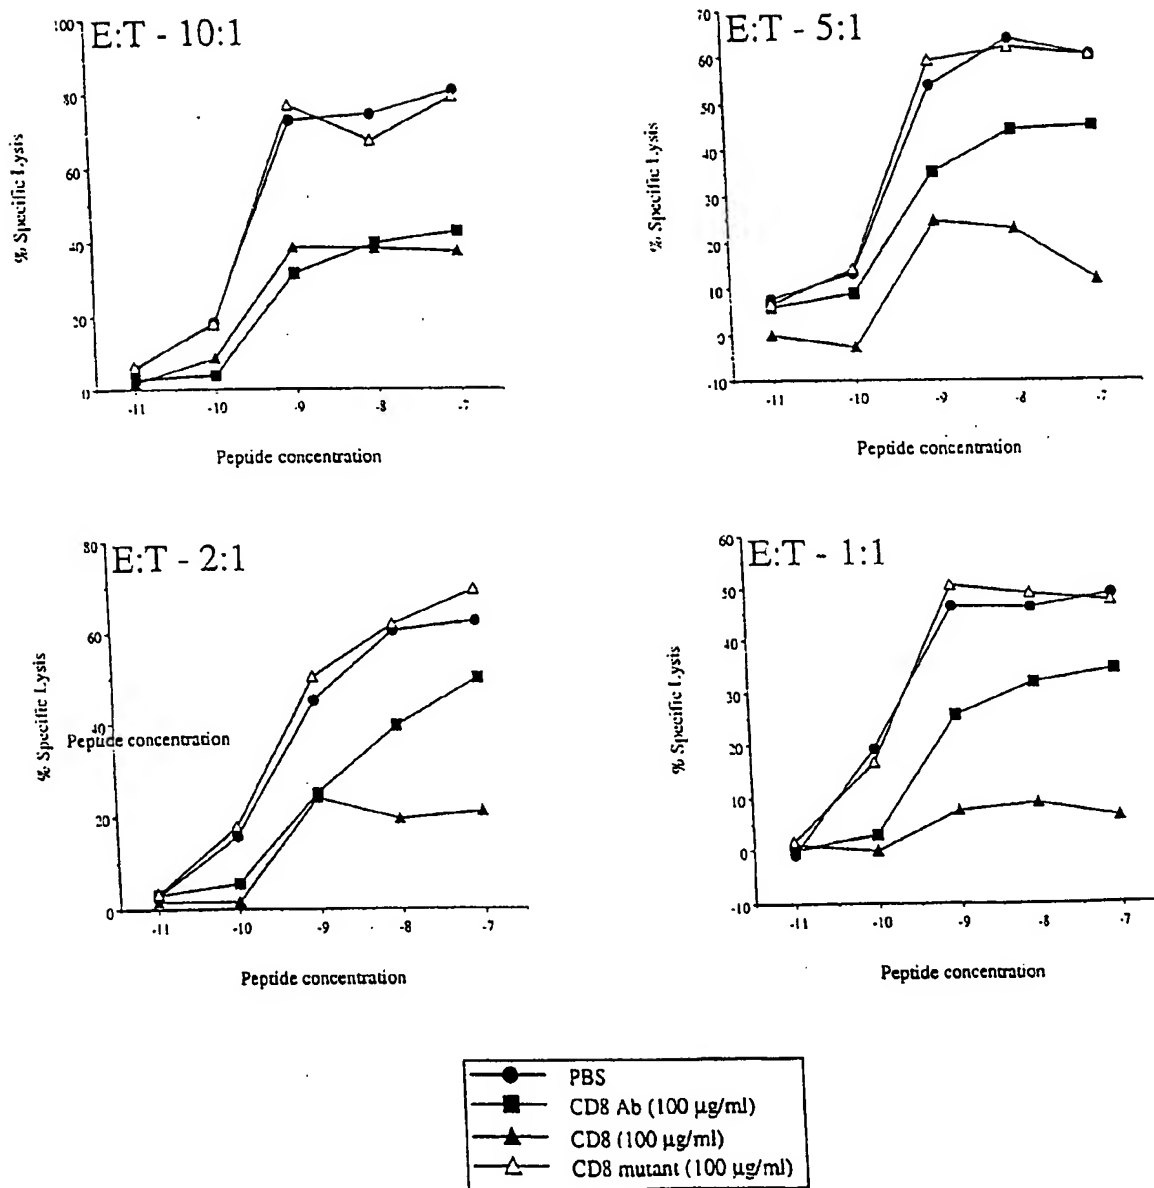 E:T - 10:1
100
80
60
40
20
0
% Specific Lysis
-11 -10 -9 -8 -7
Peptide concentration
E:T - 5:1
70
60
50
40
30
20
10
0
-10
% Specific Lysis
-11 -10 -9 -8 -7
Peptide concentration
E:T - 2:1
80
60
40
20
0
% Specific Lysis
Peptide concentration
-11 -10 -9 -8 -7
Peptide concentration
E:T - 1:1
60
50
40
30
20
10
0
-10
% Specific Lysis
-11 -10 -9 -8 -7
Peptide concentration
PBS
CD8 Ab (100 µg/ml)
CD8 (100 µg/ml)
CD8 mutant (100 µg/ml)